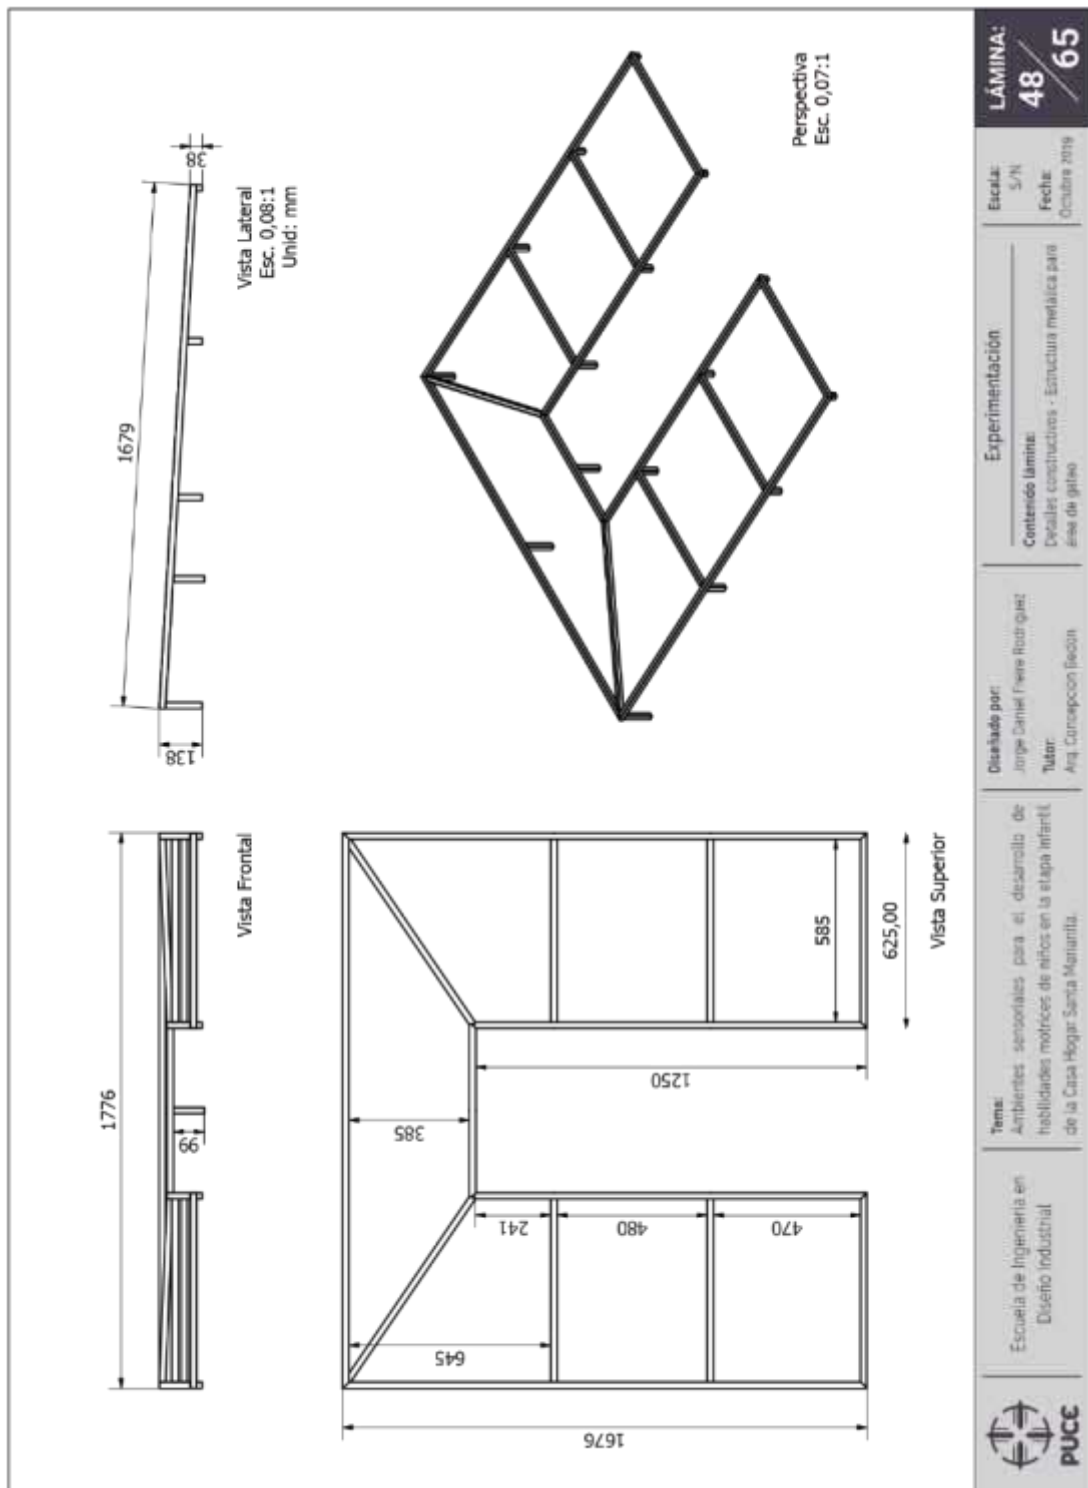 1776
99
Vista Frontal
1679
138
38
Vista Lateral
Esc. 0,08:1
Unid: mm
1676
645
385
241
480
470
1250
585
625,00
Vista Superior
Perspectiva
Esc. 0,07:1
PUCE
Escuela de Ingeniería en
Diseño Industrial
Tema:
Ambientes sensoriales para el desarrollo de
habilidades motrices de niños en la etapa infantil
de la Casa Hogar Santa Marianita.
Diseñado por:
Jorge Daniel Freire Rodriguez
Tutor:
Arq. Concepcion Bedon
Experimentación
Contenido lámina:
Detalles constructivos - Estructura metálica para
área de gateo
Escala:
S/N
Fecha:
Octubre 2019
LÁMINA:
48/65